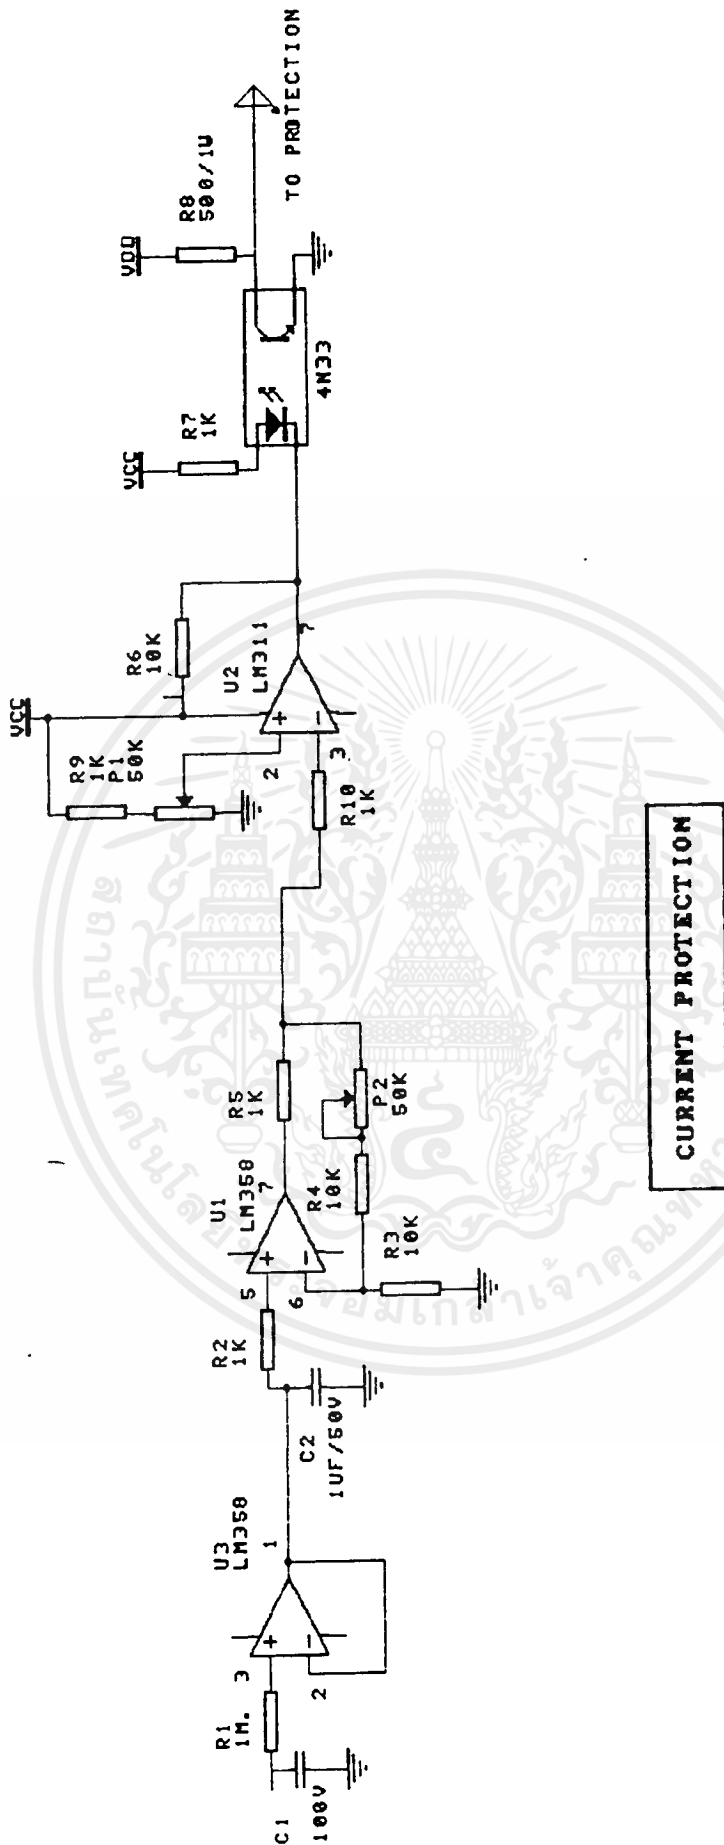 C1
100V
R1
1M.
3
2
U3
LM358
1
C2
1UF/50V
R2
1K
5
6
U1
LM358
7
R3
10K
R4
10K
R5
1K
P2
50K
R10
1K
VCC
R9
1K
P1
50K
2
3
U2
LM311
7
R6
10K
VCC
R7
1K
4N33
VDD
R8
500/1W
TO PROTECTION
CURRENT PROTECTION